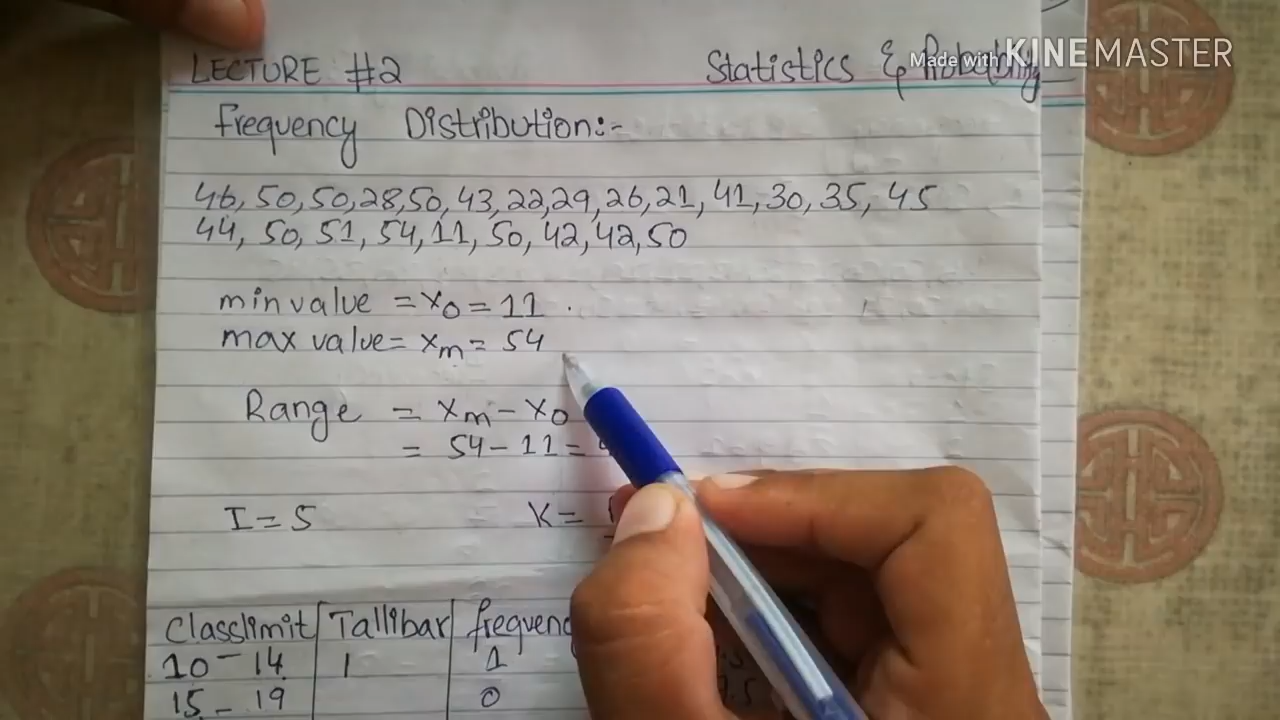 LECTURE #2 Statistics & Probability
Made with KINEMASTER
Frequency Distribution:-
46, 50, 50, 28, 50, 43, 22, 29, 26, 21, 41, 30, 35, 45
44, 50, 51, 54, 11, 50, 42, 42, 50
min value = x₀ = 11 .
max value = xₘ = 54
Range = xₘ - x₀
= 54 - 11 =
I = 5 K =
Classlimit Tallibar frequenc
10 - 14 | 1
15 - 19 0